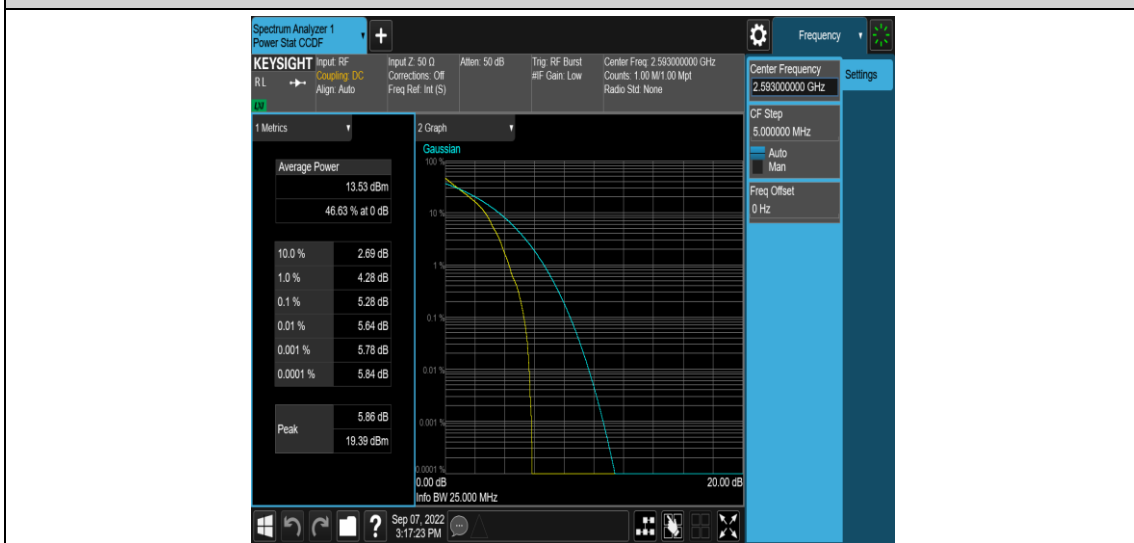 Spectrum Analyzer 1
Power Stat CCDF
+
Frequency
KEYSIGHT
RL
LM
Input: RF
Coupling: DC
Align: Auto
Input Z: 50 Ω
Corrections: Off
Freq Ref: Int (S)
Atten: 50 dB
Trig: RF Burst
#IF Gain: Low
Center Freq: 2.593000000 GHz
Counts: 1.00 M/1.00 Mpt
Radio Std: None
Center Frequency
2.593000000 GHz
Settings
CF Step
5.000000 MHz
Auto
Man
Freq Offset
0 Hz
1 Metrics
Average Power
13.53 dBm
46.63 % at 0 dB
10.0 % 2.69 dB
1.0 % 4.28 dB
0.1 % 5.28 dB
0.01 % 5.64 dB
0.001 % 5.78 dB
0.0001 % 5.84 dB
Peak
5.86 dB
19.39 dBm
2 Graph
Gaussian
100 %
10 %
1 %
0.1 %
0.01 %
0.001 %
0.0001 %
0.00 dB 20.00 dB
Info BW 25.000 MHz
?
Sep 07, 2022
3:17:23 PM